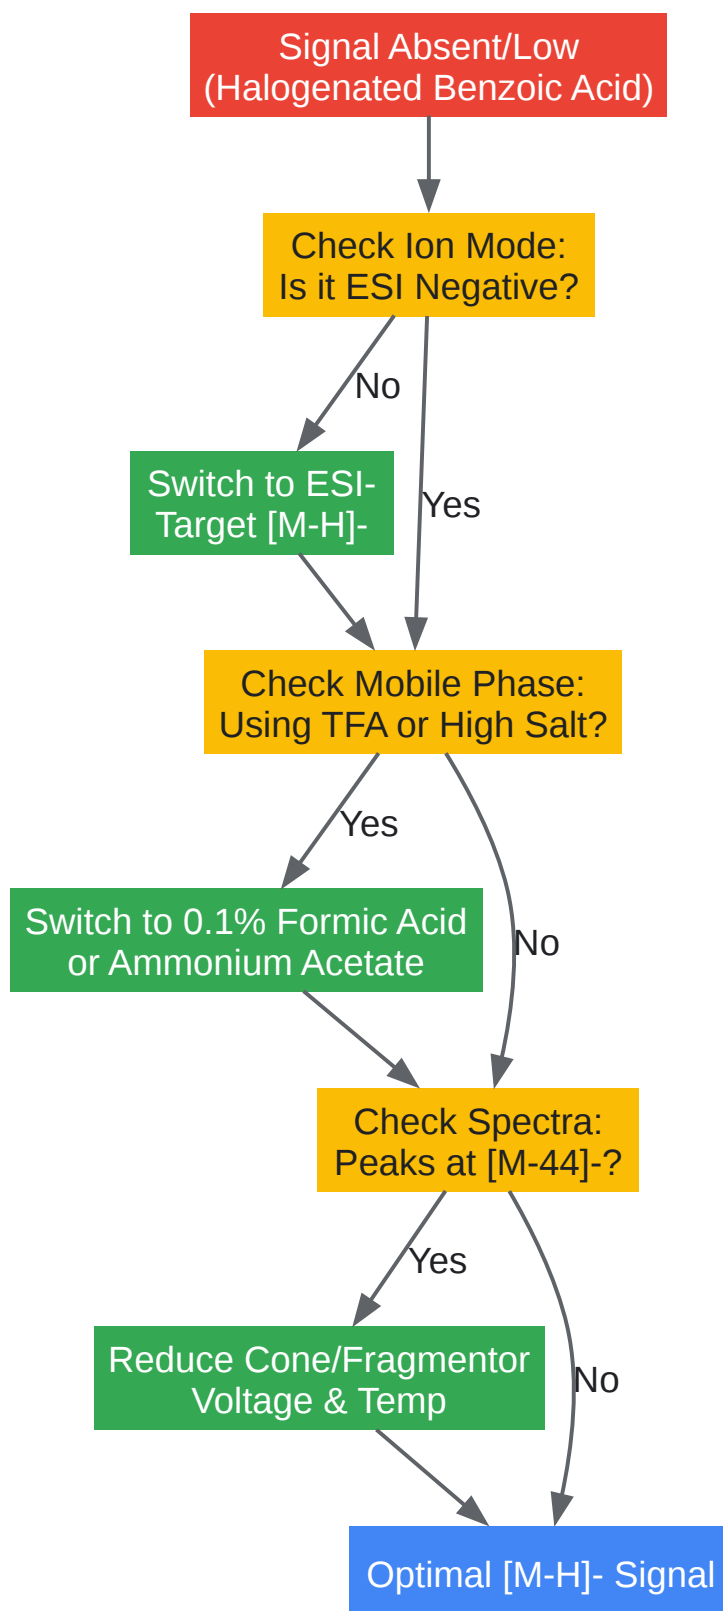 Signal Absent/Low
(Halogenated Benzoic Acid)
Check Ion Mode:
Is it ESI Negative?
No
Yes
Switch to ESI-
Target [M-H]-
Check Mobile Phase:
Using TFA or High Salt?
Yes
No
Switch to 0.1% Formic Acid
or Ammonium Acetate
Check Spectra:
Peaks at [M-44]-?
Yes
No
Reduce Cone/Fragmentor
Voltage & Temp
Optimal [M-H]- Signal